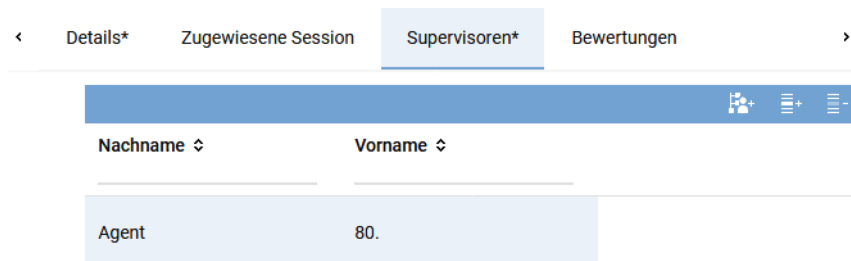 Details* Zugewiesene Session Supervisoren* Bewertungen
Nachname Vorname
Agent 80.